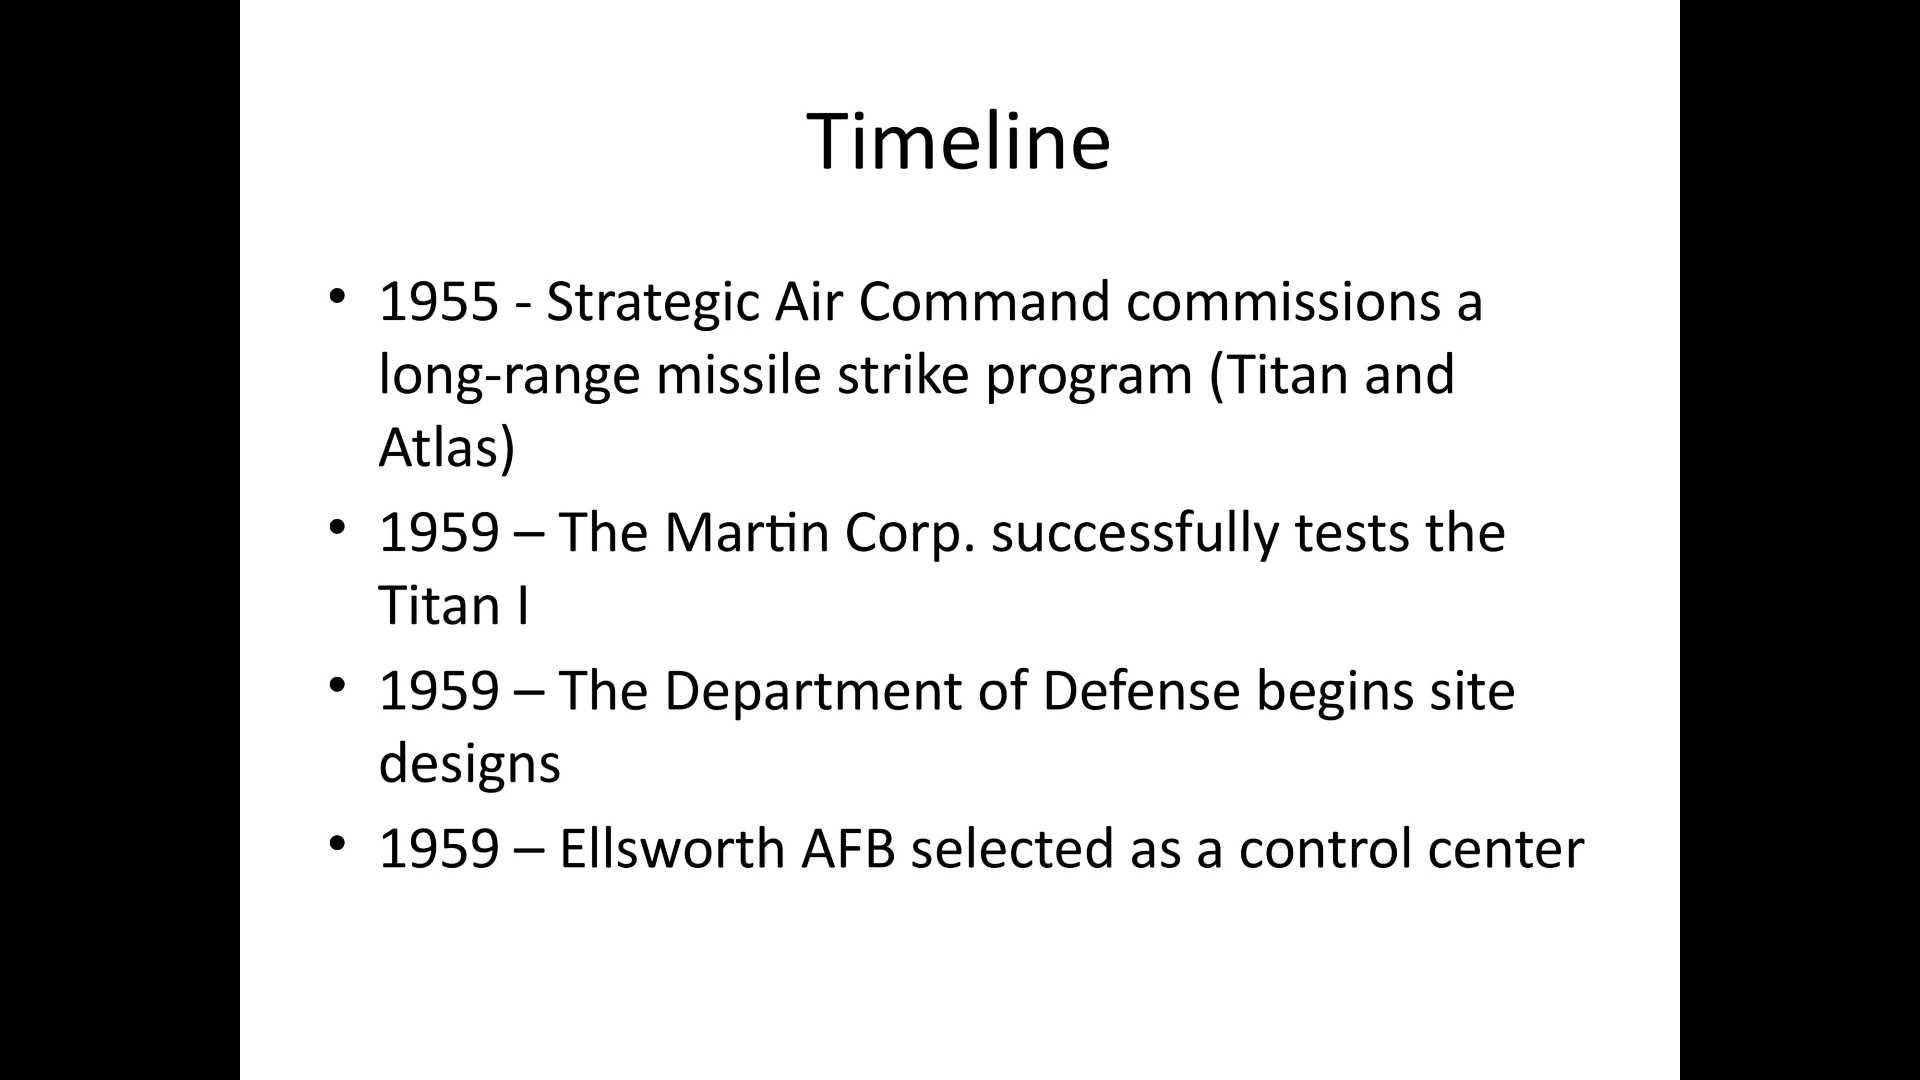 Timeline
• 1955 - Strategic Air Command commissions a
long-range missile strike program (Titan and
Atlas)
• 1959 – The Martin Corp. successfully tests the
Titan I
• 1959 – The Department of Defense begins site
designs
• 1959 – Ellsworth AFB selected as a control center